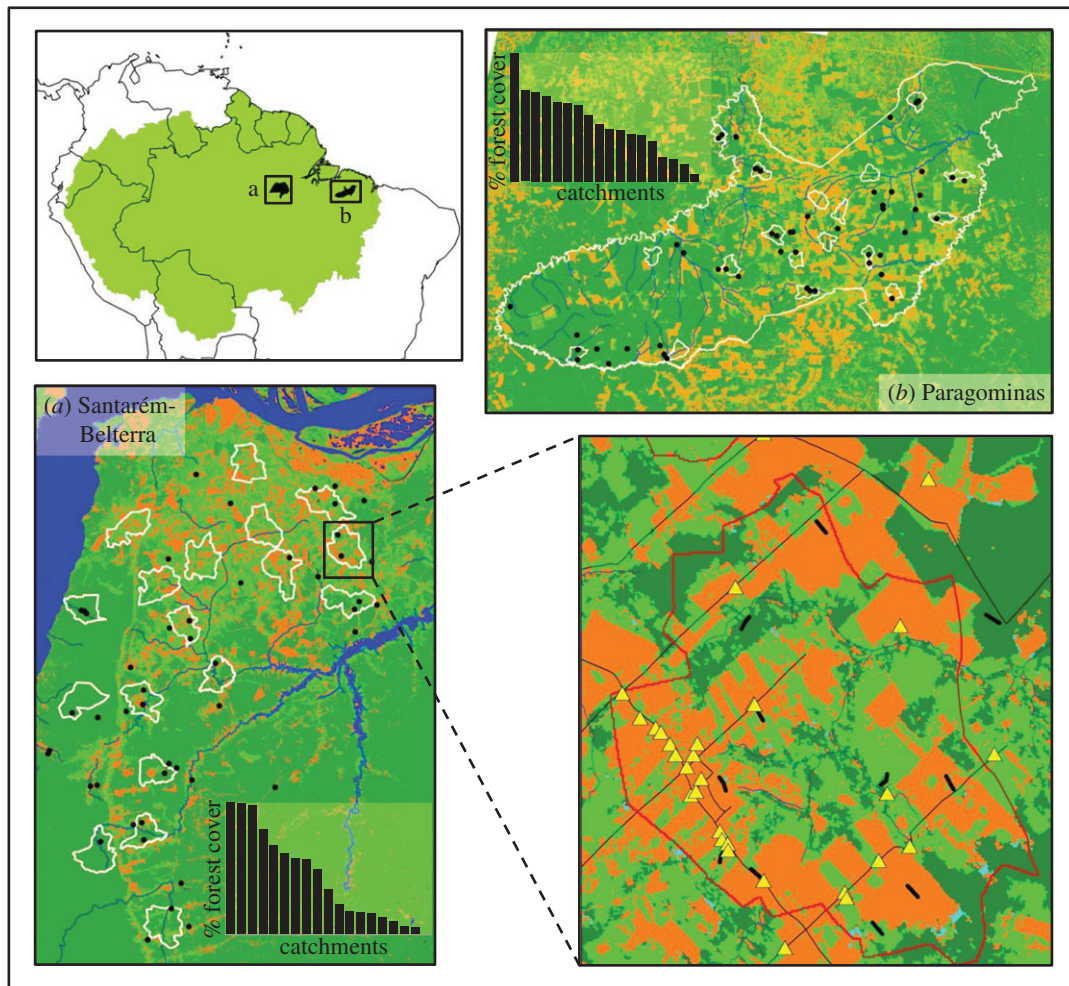 a
b
% forest cover
catchments
(b) Paragominas
(a) Santarém-
Belterra
% forest cover
catchments